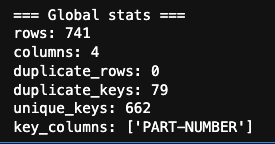 === Global stats ===
rows: 741
columns: 4
duplicate_rows: 0
duplicate_keys: 79
unique_keys: 662
key_columns: ['PART-NUMBER']